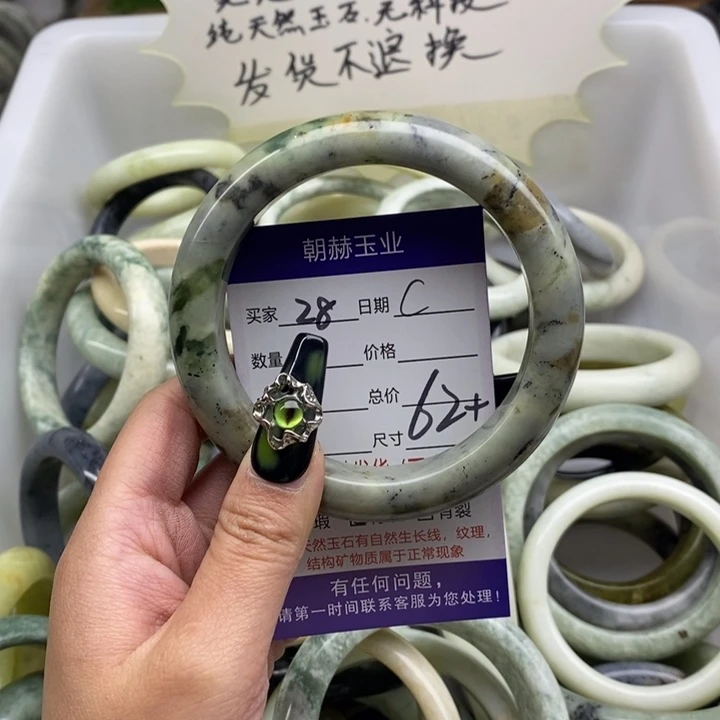 纯天然玉石.无料段
发货不退换
朝赫玉业
买家 28 日期 C
数量 价格
总价
尺寸 62+
天然玉石有自然生长线，纹理，
结构矿物质属于正常现象
有任何问题，
请第一时间联系客服为您处理！